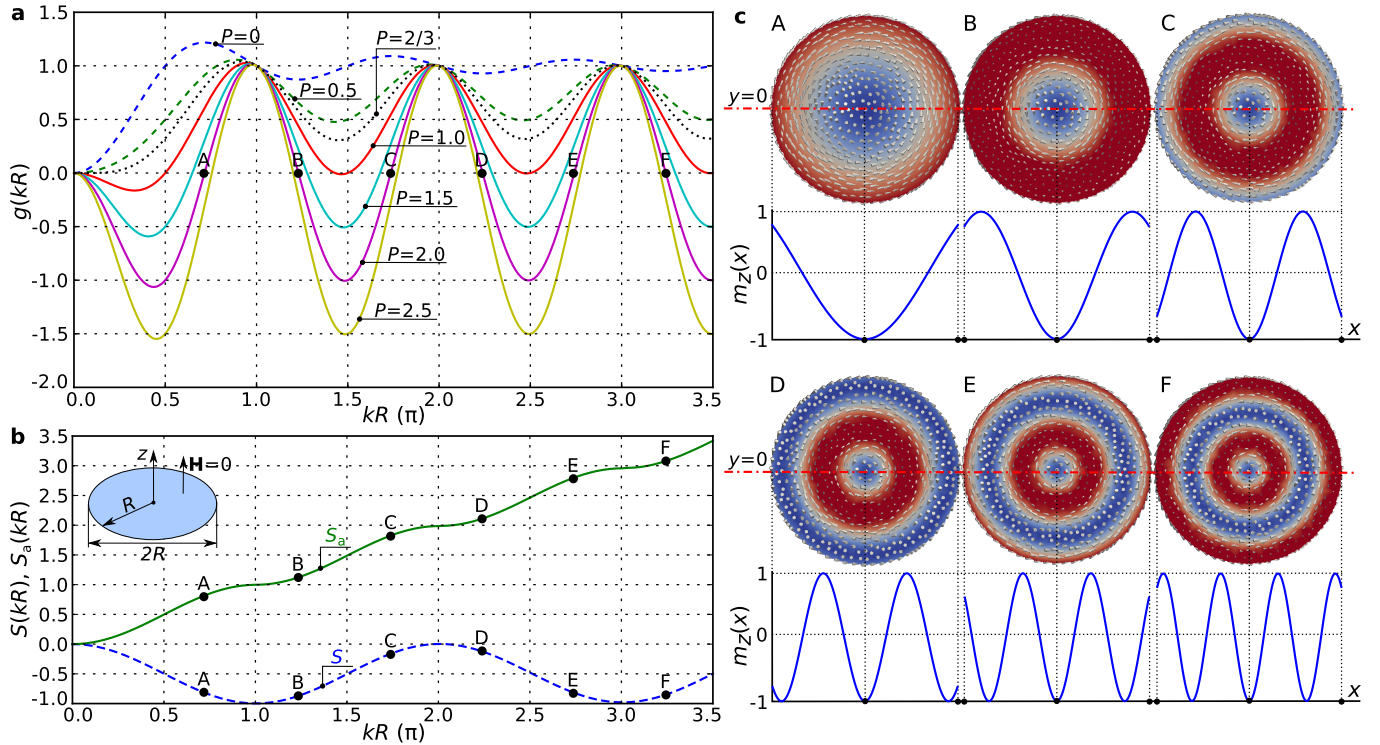 a
1.5
1.0
0.5
0.0
-0.5
-1.0
-1.5
-2.0
g(kR)
P=0
P=2/3
P=0.5
P=1.0
P=1.5
P=2.0
P=2.5
A B C D E F
0.0 0.5 1.0 1.5 2.0 2.5 3.0 3.5
kR (π)
b
3.5
3.0
2.5
2.0
1.5
1.0
0.5
0.0
-0.5
-1.0
S(kR), Sa(kR)
z
H=0
R
2R
Sa
S
A B C D E F
A B C D E F
0.0 0.5 1.0 1.5 2.0 2.5 3.0 3.5
kR (π)
c
A B C
y=0
1
0
-1
mZ(x)
x
D E F
y=0
1
0
-1
mZ(x)
x